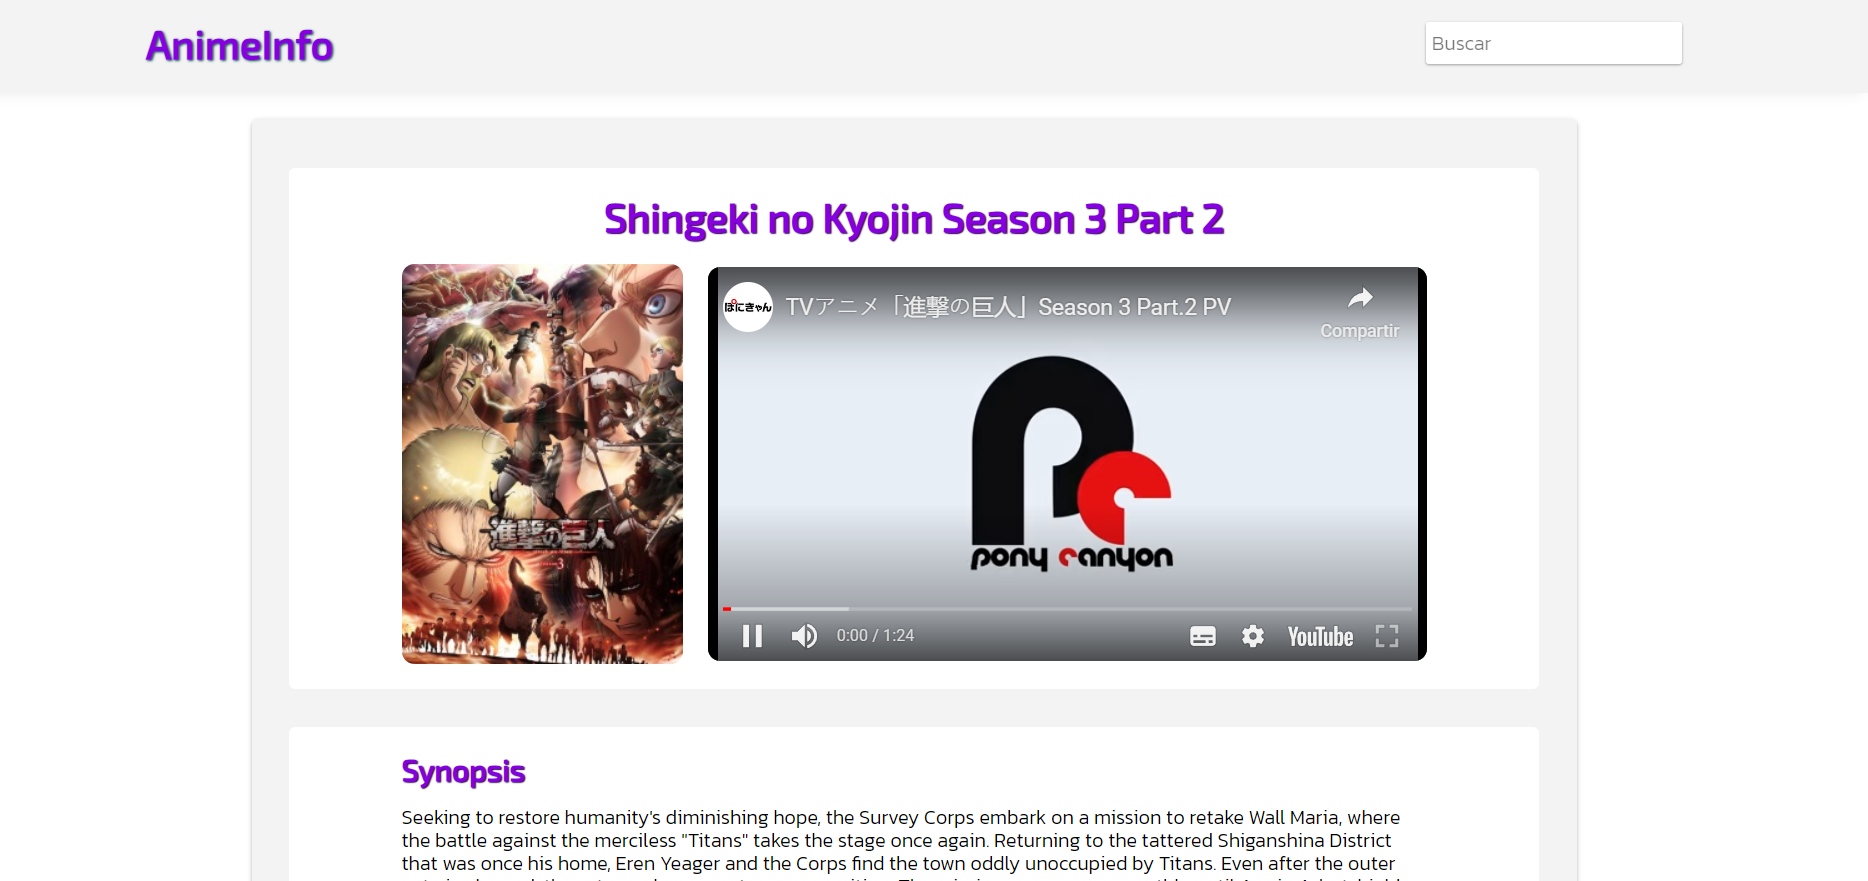 AnimeInfo
Buscar
Shingeki no Kyojin Season 3 Part 2
進撃の巨人
3
ぽにきゃん
TVアニメ「進撃の巨人」Season 3 Part.2 PV
Compartir
pony canyon
0:00 / 1:24
YouTube
Synopsis
Seeking to restore humanity's diminishing hope, the Survey Corps embark on a mission to retake Wall Maria, where
the battle against the merciless "Titans" takes the stage once again. Returning to the tattered Shiganshina District
that was once his home, Eren Yeager and the Corps find the town oddly unoccupied by Titans. Even after the outer